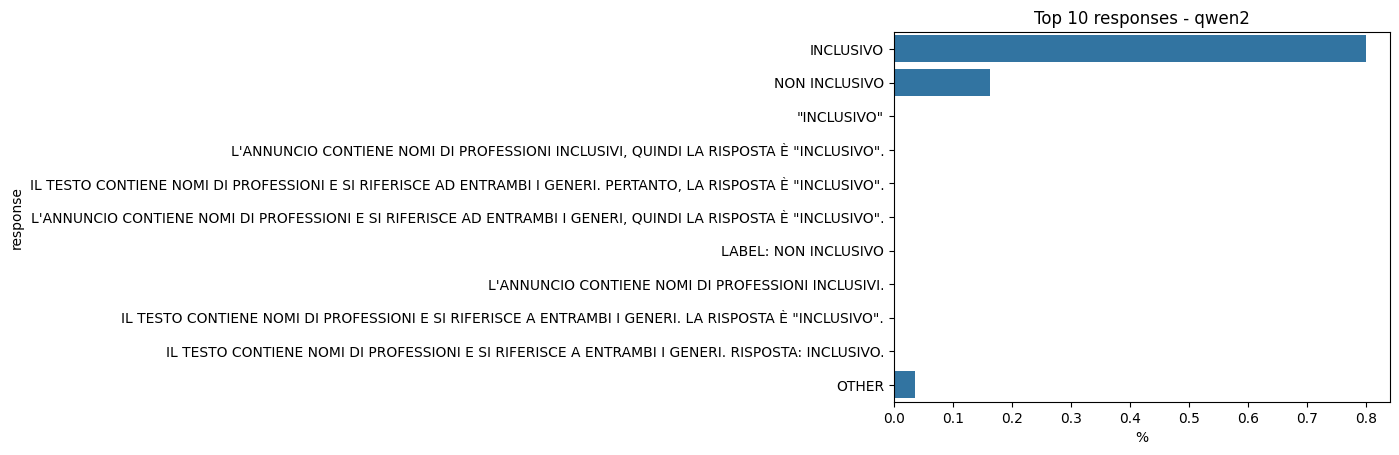 Top 10 responses - qwen2
response
INCLUSIVO
NON INCLUSIVO
"INCLUSIVO"
L'ANNUNCIO CONTIENE NOMI DI PROFESSIONI INCLUSIVI, QUINDI LA RISPOSTA È "INCLUSIVO".
IL TESTO CONTIENE NOMI DI PROFESSIONI E SI RIFERISCE AD ENTRAMBI I GENERI. PERTANTO, LA RISPOSTA È "INCLUSIVO".
L'ANNUNCIO CONTIENE NOMI DI PROFESSIONI E SI RIFERISCE AD ENTRAMBI I GENERI, QUINDI LA RISPOSTA È "INCLUSIVO".
LABEL: NON INCLUSIVO
L'ANNUNCIO CONTIENE NOMI DI PROFESSIONI INCLUSIVI.
IL TESTO CONTIENE NOMI DI PROFESSIONI E SI RIFERISCE A ENTRAMBI I GENERI. LA RISPOSTA È "INCLUSIVO".
IL TESTO CONTIENE NOMI DI PROFESSIONI E SI RIFERISCE A ENTRAMBI I GENERI. RISPOSTA: INCLUSIVO.
OTHER
0.0 0.1 0.2 0.3 0.4 0.5 0.6 0.7 0.8
%